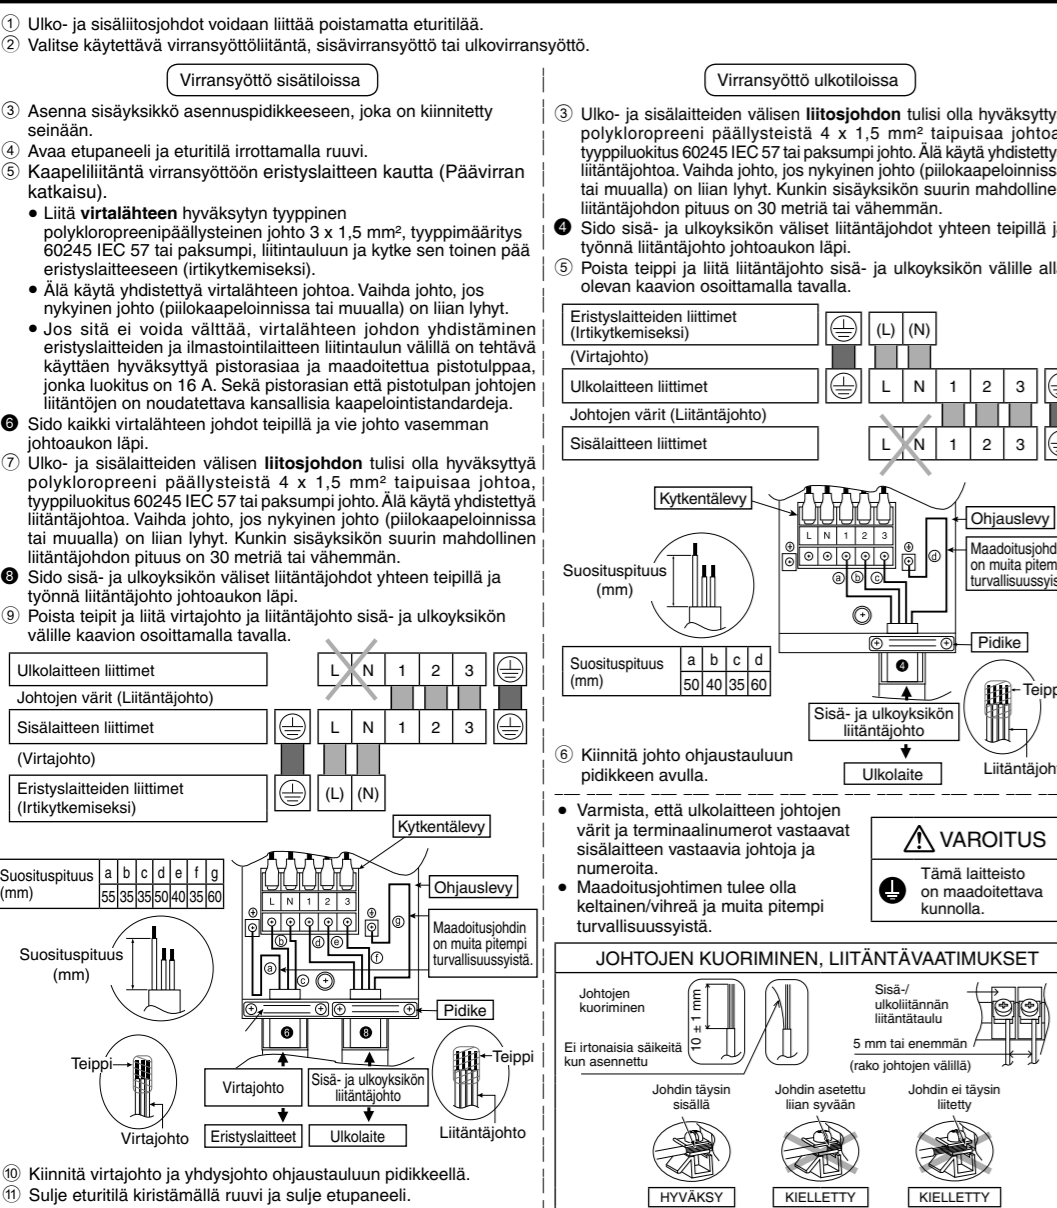 ① Ulko- ja sisäliitosjohdot voidaan liittää poistamatta eturitilää.
② Valitse käytettävä virransyöttöliitäntä, sisävirransyöttö tai ulkovirransyöttö.
Virransyöttö sisätiloissa
③ Asenna sisäyksikkö asennuspidikkeeseen, joka on kiinnitetty
seinään.
④ Avaa etupaneeli ja eturitilä irrottamalla ruuvi.
⑤ Kaapeliliitäntä virransyöttöön eristyslaitteen kautta (Päävirran
katkaisu).
• Liitä virtalähteen hyväksytyn tyyppinen
polykloropreenipäällysteinen johto 3 x 1,5 mm², tyyppimääritys
60245 IEC 57 tai paksumpi, liitintauluun ja kytke sen toinen pää
eristyslaitteeseen (irtikytkemiseksi).
• Älä käytä yhdistettyä virtalähteen johtoa. Vaihda johto, jos
nykyinen johto (piilokaapeloinnissa tai muualla) on liian lyhyt.
• Jos sitä ei voida välttää, virtalähteen johdon yhdistäminen
eristyslaitteiden ja ilmastointilaitteen liitintaulun välillä on tehtävä
käyttäen hyväksyttyä pistorasiaa ja maadoitettua pistotulppaa,
jonka luokitus on 16 A. Sekä pistorasian että pistotulpan johtojen
liitäntöjen on noudatettava kansallisia kaapelointistandardeja.
❻ Sido kaikki virtalähteen johdot teipillä ja vie johto vasemman
johtoaukon läpi.
⑦ Ulko- ja sisälaitteiden välisen liitosjohdon tulisi olla hyväksyttyä
polykloropreeni päällysteistä 4 x 1,5 mm² taipuisaa johtoa,
tyyppiluokitus 60245 IEC 57 tai paksumpi johto. Älä käytä yhdistettyä
liitäntäjohtoa. Vaihda johto, jos nykyinen johto (piilokaapeloinnissa
tai muualla) on liian lyhyt. Kunkin sisäyksikön suurin mahdollinen
liitäntäjohdon pituus on 30 metriä tai vähemmän.
❽ Sido sisä- ja ulkoyksikön väliset liitäntäjohdot yhteen teipillä ja
työnnä liitäntäjohto johtoaukon läpi.
⑨ Poista teipit ja liitä virtajohto ja liitäntäjohto sisä- ja ulkoyksikön
välille kaavion osoittamalla tavalla.
Ulkolaitteen liittimet L N 1 2 3
Johtojen värit (Liitäntäjohto)
Sisälaitteen liittimet L N 1 2 3
(Virtajohto)
Eristyslaitteiden liittimet
(Irtikytkemiseksi) (L) (N)
Kytkentälevy
Suosituspituus
(mm)
a b c d e f g
55 35 35 50 40 35 60
Suosituspituus
(mm)
L N 1 2 3
ⓐ ⓑ ⓒ ⓓ ⓔ ⓕ ⓖ
Ohjauslevy
Maadoitusjohdin
on muita pitempi
turvallisuussyistä.
Pidike
❻ ❽
Teippi
Virtajohto
Virtajohto
Eristyslaitteet
Sisä- ja ulkoyksikön
liitäntäjohto
Ulkolaite
Teippi
Liitäntäjohto
⑩ Kiinnitä virtajohto ja yhdysjohto ohjaustauluun pidikkeellä.
⑪ Sulje eturitilä kiristämällä ruuvi ja sulje etupaneeli.
Virransyöttö ulkotiloissa
③ Ulko- ja sisälaitteiden välisen liitosjohdon tulisi olla hyväksytty
polykloropreeni päällysteistä 4 x 1,5 mm² taipuisaa johtoa
tyyppiluokitus 60245 IEC 57 tai paksumpi johto. Älä käytä yhdistetty
liitäntäjohtoa. Vaihda johto, jos nykyinen johto (piilokaapeloinniss
tai muualla) on liian lyhyt. Kunkin sisäyksikön suurin mahdolline
liitäntäjohdon pituus on 30 metriä tai vähemmän.
❹ Sido sisä- ja ulkoyksikön väliset liitäntäjohdot yhteen teipillä j
työnnä liitäntäjohto johtoaukon läpi.
⑤ Poista teippi ja liitä liitäntäjohto sisä- ja ulkoyksikön välille all
olevan kaavion osoittamalla tavalla.
Eristyslaitteiden liittimet
(Irtikytkemiseksi) (L) (N)
(Virtajohto)
Ulkolaitteen liittimet L N 1 2 3
Johtojen värit (Liitäntäjohto)
Sisälaitteen liittimet L N 1 2 3
Kytkentälevy
L N 1 2 3
Ohjauslevy
Maadoitusjohd
on muita pitem
turvallisuussyis
Suosituspituus
(mm)
ⓐ ⓑ ⓒ ⓓ
Pidike
❹
Suosituspituus
(mm)
a b c d
50 40 35 60
Teipp
Sisä- ja ulkoyksikön
liitäntäjohto
Ulkolaite
Liitäntäjoh
⑥ Kiinnitä johto ohjaustauluun
pidikkeen avulla.
• Varmista, että ulkolaitteen johtojen
värit ja terminaalinumerot vastaavat
sisälaitteen vastaavia johtoja ja
numeroita.
• Maadoitusjohtimen tulee olla
keltainen/vihreä ja muita pitempi
turvallisuussyistä.
VAROITUS
Tämä laitteisto
on maadoitettava
kunnolla.
JOHTOJEN KUORIMINEN, LIITÄNTÄVAATIMUKSET
Johtojen
kuoriminen
Ei irtonaisia säikeitä
kun asennettu
10 ± 1 mm
Sisä-/
ulkoliitännän
liitäntätaulu
5 mm tai enemmän
(rako johtojen välillä)
Johdin täysin
sisällä
HYVÄKSY
Johdin asetettu
liian syvään
KIELLETTY
Johdin ei täysin
liitetty
KIELLETTY